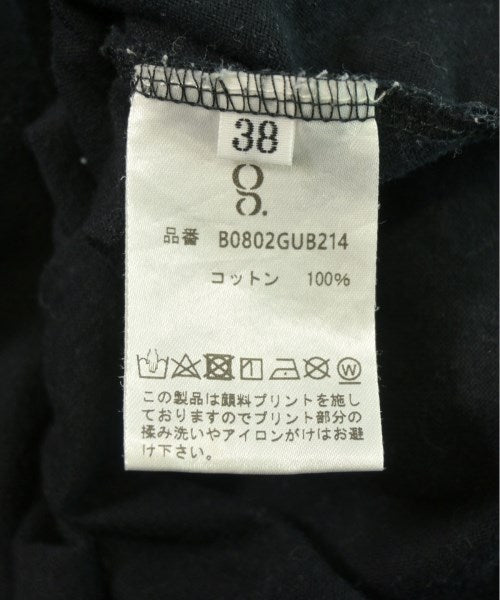 38
g.
品番 B0802GUB214
コットン 100%
W
この製品は顔料プリントを施し
ておりますのでプリント部分の
揉み洗いやアイロンがけはお避
け下さい。